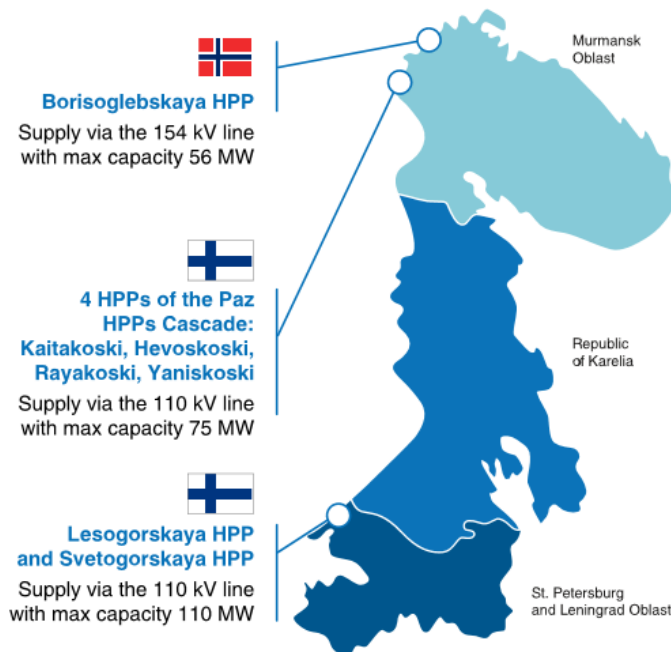 Murmansk
Oblast
Borisoglebskaya HPP
Supply via the 154 kV line
with max capacity 56 MW
4 HPPs of the Paz
HPPs Cascade:
Kaitakoski, Hevoskoski,
Rayakoski, Yaniskoski
Supply via the 110 kV line
with max capacity 75 MW
Republic
of Karelia
Lesogorskaya HPP
and Svetogorskaya HPP
Supply via the 110 kV line
with max capacity 110 MW
St. Petersburg
and Leningrad Oblast